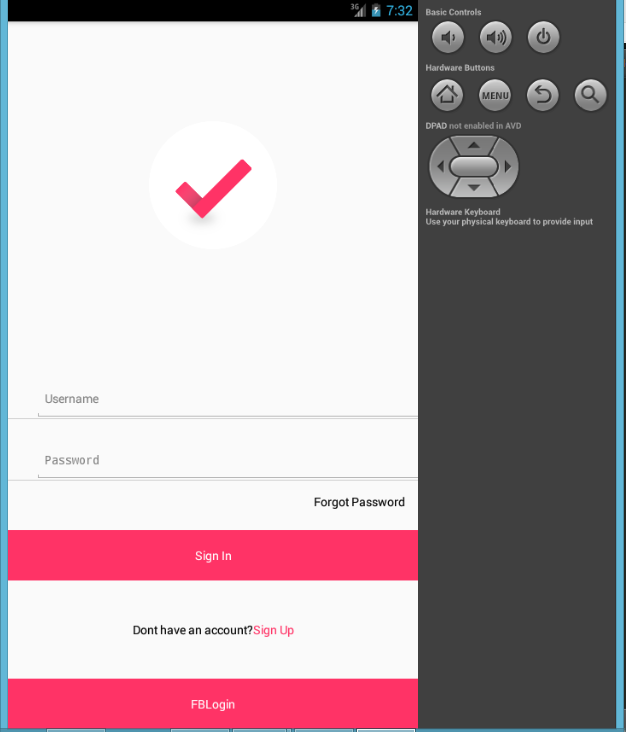 3G 7:32
Username
Password
Forgot Password
Sign In
Dont have an account?Sign Up
FBLogin
Basic Controls
Hardware Buttons
MENU
DPAD not enabled in AVD
Hardware Keyboard
Use your physical keyboard to provide input